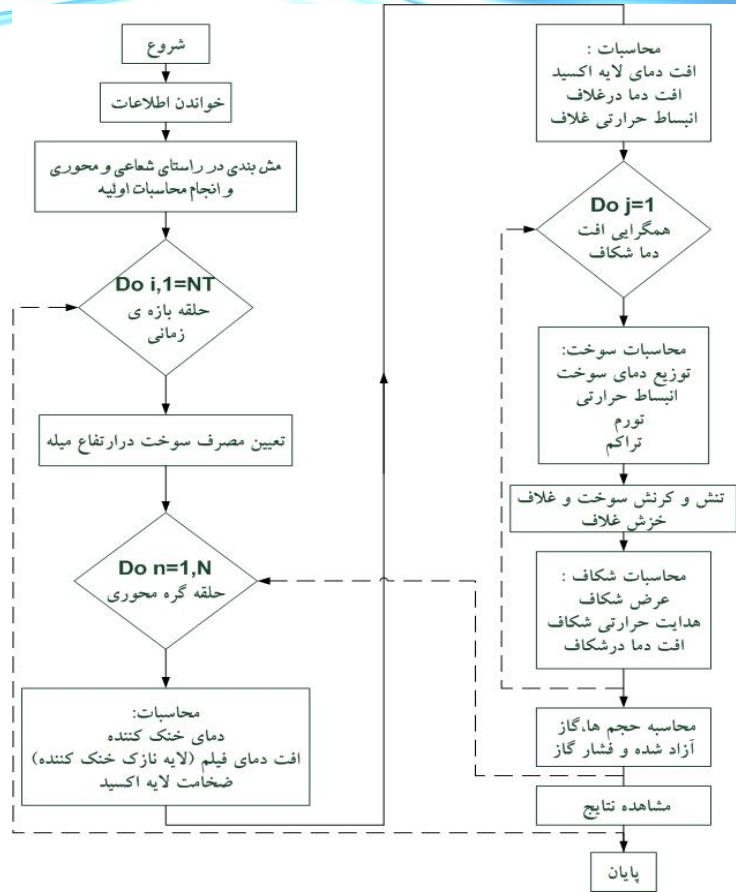 شروع
خواندن اطلاعات
مش بندی در راستای شعاعی و محوری
و انجام محاسبات اولیه
Do i,1=NT
حلقه بازه ی
زمانی
تعیین مصرف سوخت درارتفاع میله
Do n=1,N
حلقه گره محوری
محاسبات:
دمای خنک کننده
افت دمای فیلم (لایه نازک خنک کننده)
ضخامت لایه اکسید
محاسبات :
افت دمای لایه اکسید
افت دما درغلاف
انبساط حرارتی غلاف
Do j=1
همگرایی افت
دما شکاف
محاسبات سوخت:
توزیع دمای سوخت
انبساط حرارتی
تورم
تراکم
تنش و کرنش سوخت و غلاف
خزش غلاف
محاسبات شکاف :
عرض شکاف
هدایت حرارتی شکاف
افت دما درشکاف
محاسبه حجم ها،گاز
آزاد شده و فشار گاز
مشاهده نتایج
پایان